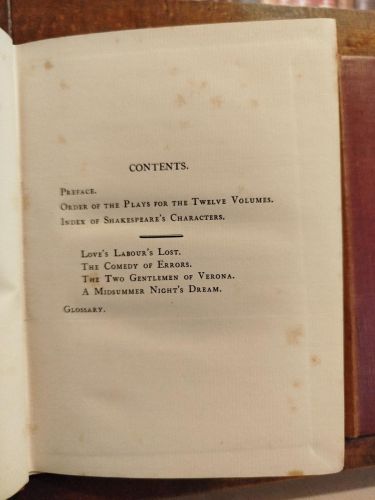 CONTENTS.
PREFACE.
ORDER OF THE PLAYS FOR THE TWELVE VOLUMES.
INDEX OF SHAKESPEARE'S CHARACTERS.
LOVE'S LABOUR'S LOST.
THE COMEDY OF ERRORS.
THE TWO GENTLEMEN OF VERONA.
A MIDSUMMER NIGHT'S DREAM.
GLOSSARY.